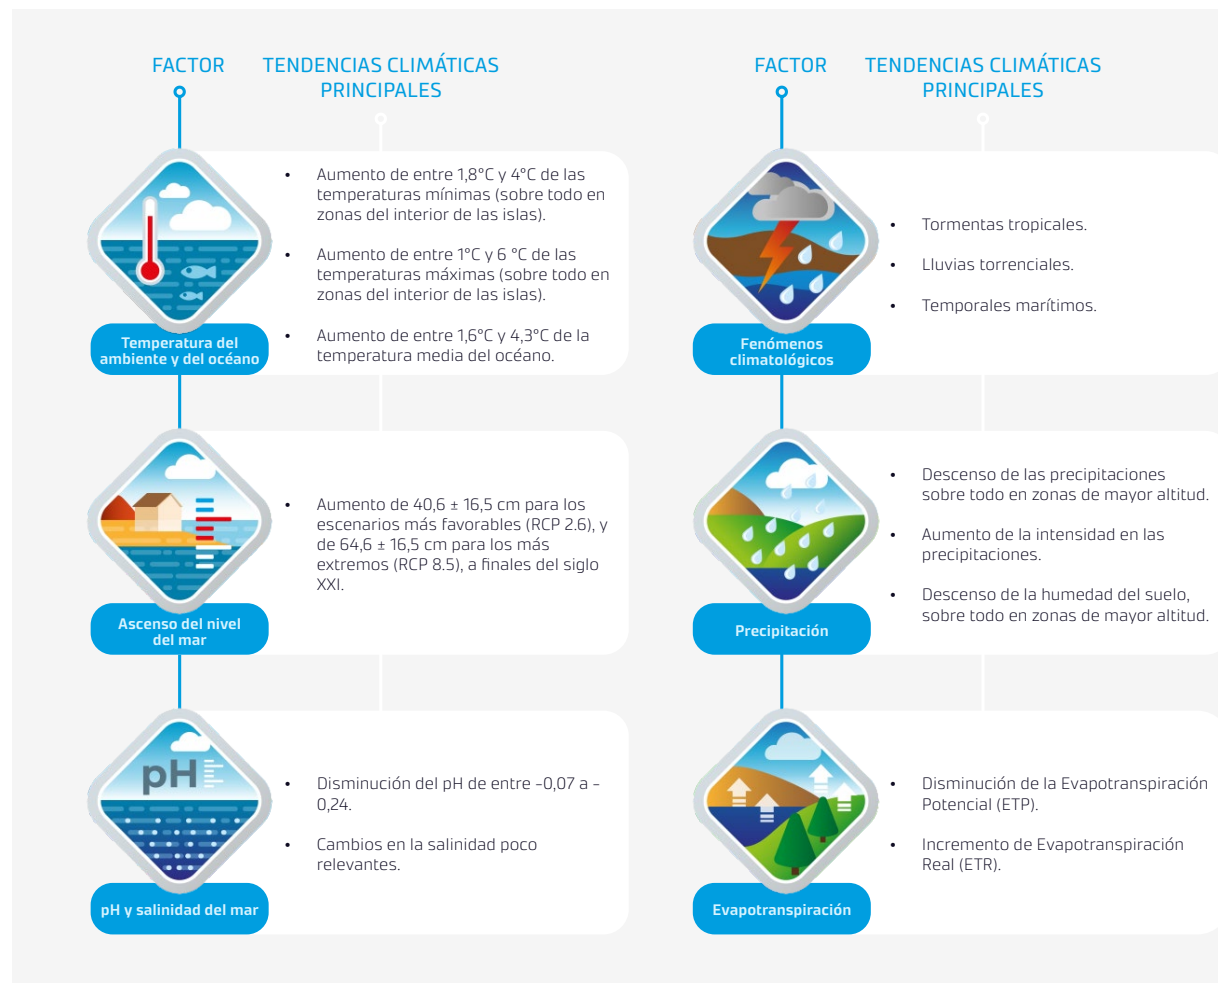 FACTOR
TENDENCIAS CLIMÁTICAS
PRINCIPALES
• Aumento de entre 1,8°C y 4°C de las
temperaturas mínimas (sobre todo en
zonas del interior de las islas).
• Aumento de entre 1°C y 6 °C de las
temperaturas máximas (sobre todo en
zonas del interior de las islas).
• Aumento de entre 1,6°C y 4,3°C de la
temperatura media del océano.
Temperatura del
ambiente y del océano
• Aumento de 40,6 ± 16,5 cm para los
escenarios más favorables (RCP 2.6), y
de 64,6 ± 16,5 cm para los más
extremos (RCP 8.5), a finales del siglo
XXI.
Ascenso del nivel
del mar
pH
• Disminución del pH de entre -0,07 a -
0,24.
• Cambios en la salinidad poco
relevantes.
pH y salinidad del mar
FACTOR
TENDENCIAS CLIMÁTICAS
PRINCIPALES
• Tormentas tropicales.
• Lluvias torrenciales.
• Temporales marítimos.
Fenómenos
climatológicos
• Descenso de las precipitaciones
sobre todo en zonas de mayor altitud.
• Aumento de la intensidad en las
precipitaciones.
• Descenso de la humedad del suelo,
sobre todo en zonas de mayor altitud.
Precipitación
• Disminución de la Evapotranspiración
Potencial (ETP).
• Incremento de Evapotranspiración
Real (ETR).
Evapotranspiración